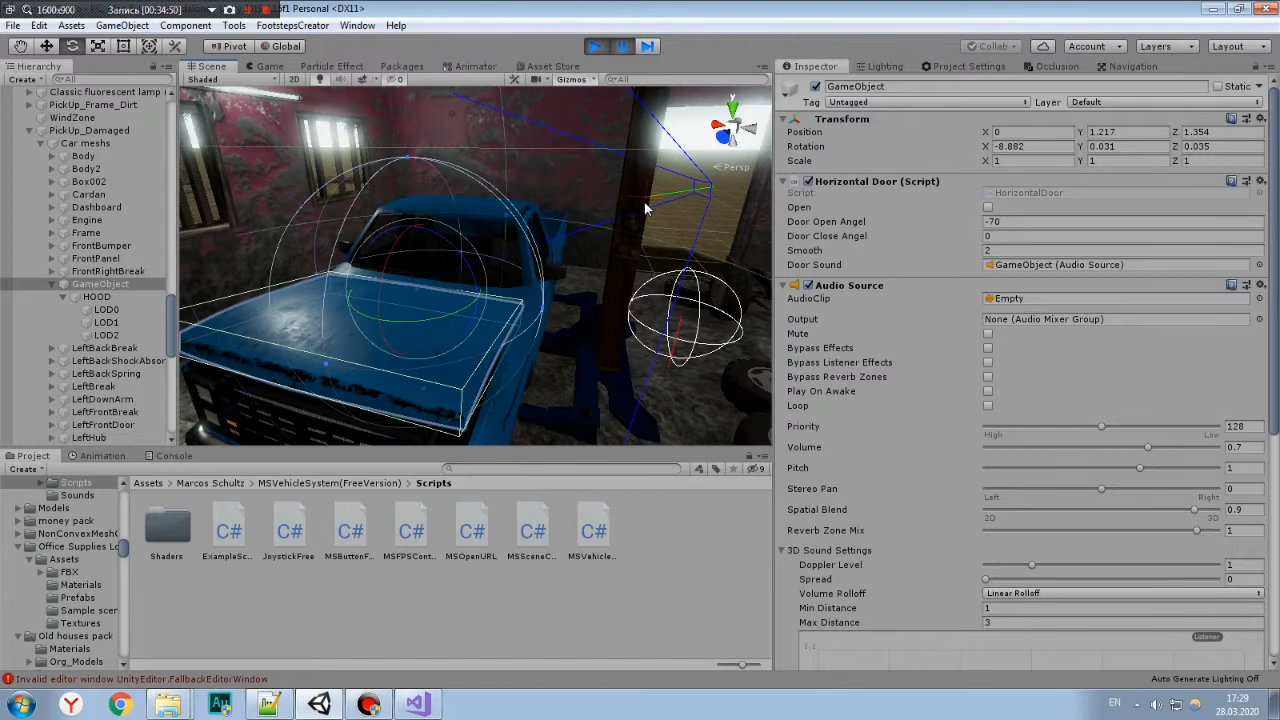 1600x900 Запись [00:34:50] of1 Personal <DX11>
File Edit Assets GameObject Component Tools FootstepsCreator Window Help
Pivot Global Collab Account Layers Layout
Hierarchy Scene Game Particle Effect Packages Animator Asset Store Inspector Lighting Project Settings Occlusion Navigation
Create All Shaded 2D 0 Gizmos All
GameObject Static
Tag Untagged Layer Default
Classic fluorescent lamp
PickUp_Frame_Dirt
WindZone
PickUp_Damaged
Car meshs
Body
Body2
Box002
Cardan
Dashboard
Engine
Frame
FrontBumper
FrontPanel
FrontRightBreak
GameObject
HOOD
LOD0
LOD1
LOD2
LeftBackBreak
LeftBackShockAbsor
LeftBackSpring
LeftBreak
LeftDownArm
LeftFrontBreak
LeftFrontDoor
LeftHub
y
Persp
Transform
Position X 0 Y 1.217 Z 1.354
Rotation X -8.882 Y 0.031 Z 0.035
Scale X 1 Y 1 Z 1
Horizontal Door (Script)
Script HorizontalDoor
Open
Door Open Angel -70
Door Close Angel 0
Smooth 2
Door Sound GameObject (Audio Source)
Audio Source
AudioClip Empty
Output None (Audio Mixer Group)
Mute
Bypass Effects
Bypass Listener Effects
Bypass Reverb Zones
Play On Awake
Loop
Priority 128
High Low
Volume 0.7
Pitch 1
Stereo Pan 0
Left Right
Spatial Blend 0.9
2D 3D
Reverb Zone Mix 1
3D Sound Settings
Doppler Level 1
Spread 0
Volume Rolloff Linear Rolloff
Min Distance 1
Max Distance 3
Listener
1.1
Project Animation Console
Create 9
Scripts
Sounds
Models
money pack
NonConvexMesh
Office Supplies Lo
Assets
FBX
Materials
Prefabs
Sample scen
Textures
Old houses pack
Materials
Org_Models
Assets Marcos Schultz MSVehicleSystem(FreeVersion) Scripts
C# C# C# C# C# C# C#
Shaders ExampleSc... JoystickFree MSButtonF... MSFPSCont... MSOpenURL MSSceneC... MSVehicle...
Invalid editor window UnityEditor.FallbackEditorWindow Auto Generate Lighting Off
EN 17:29
28.03.2020